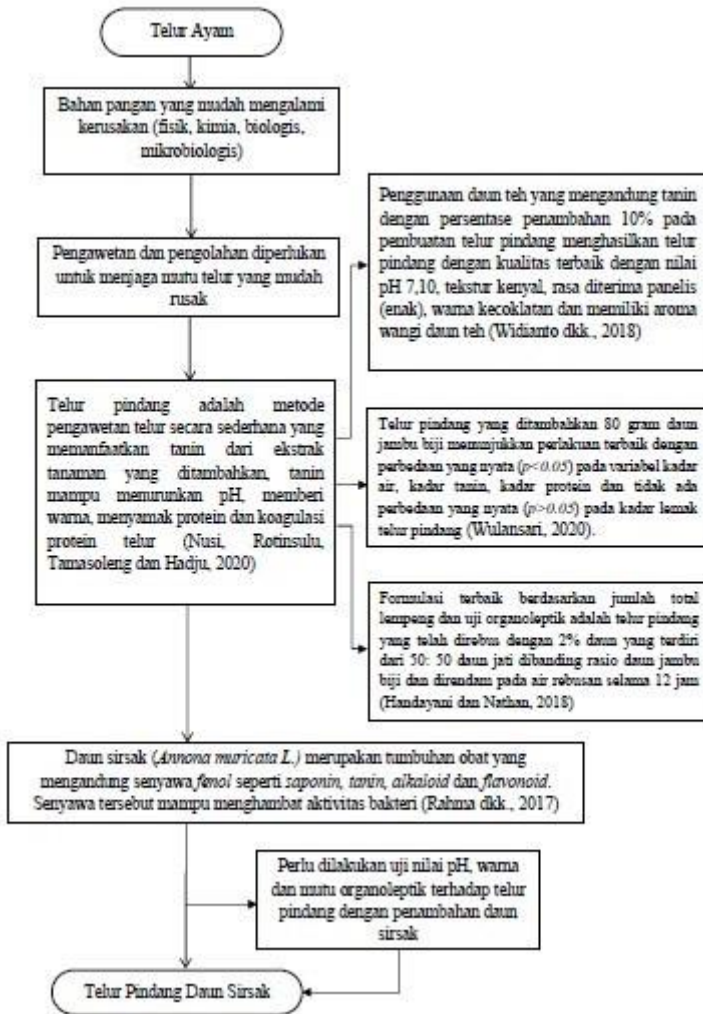 Telur Ayam
Bahan pangan yang mudah mengalami
kerusakan (fisik, kimia, biologis,
mikrobiologis)
Pengawetan dan pengolahan diperlukan
untuk menjaga mutu telur yang mudah
rusak
Penggunaan daun teh yang mengandung tanin
dengan persentase penambahan 10% pada
pembuatan telur pindang menghasilkan telur
pindang dengan kualitas terbaik dengan nilai
pH 7,10, tekstur kenyal, rasa diterima panelis
(enak), warna kecoklatan dan memiliki aroma
wangi daun teh (Widianto dkk., 2018)
Telur pindang adalah metode
pengawetan telur secara sederhana yang
memanfaatkan tanin dari ekstrak
tanaman yang ditambahkan, tanin
mampu menurunkan pH, memberi
warna, menyamak protein dan koagulasi
protein telur (Nusi, Rotinsulu,
Tamasoleng dan Hadju, 2020)
Telur pindang yang ditambahkan 80 gram daun
jambu biji menunjukkan perlakuan terbaik dengan
perbedaan yang nyata (p<0.05) pada variabel kadar
air, kadar tanin, kadar protein dan tidak ada
perbedaan yang nyata (p>0.05) pada kadar lemak
telur pindang (Wulansari, 2020).
Formulasi terbaik berdasarkan jumlah total
lempeng dan uji organoleptik adalah telur pindang
yang telah direbus dengan 2% daun yang terdiri
dari 50: 50 daun jati dibanding rasio daun jambu
biji dan direndam pada air rebusan selama 12 jam
(Handayani dan Nathan, 2018)
Daun sirsak (Annona muricata L.) merupakan tumbuhan obat yang
mengandung senyawa fenol seperti saponin, tanin, alkaloid dan flavonoid.
Senyawa tersebut mampu menghambat aktivitas bakteri (Rahma dkk., 2017)
Perlu dilakukan uji nilai pH, warna
dan mutu organoleptik terhadap telur
pindang dengan penambahan daun
sirsak
Telur Pindang Daun Sirsak